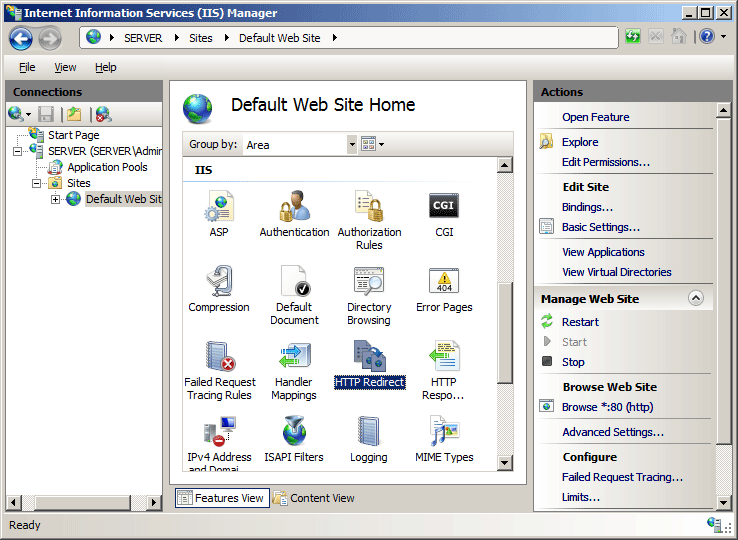 Internet Information Services (IIS) Manager
SERVER Sites Default Web Site
File View Help
Connections
Start Page
SERVER (SERVER\Admir
Application Pools
Sites
Default Web Sit
Default Web Site Home
Group by: Area
IIS
ASP Authentication Authorization Rules CGI
Compression Default Document Directory Browsing Error Pages
404
Failed Request Tracing Rules Handler Mappings HTTP Redirect HTTP Respo...
IPv4 Address and Domai ISAPI Filters Logging MIME Types
Features View Content View
Actions
Open Feature
Explore
Edit Permissions...
Edit Site
Bindings...
Basic Settings...
View Applications
View Virtual Directories
Manage Web Site
Restart
Start
Stop
Browse Web Site
Browse *:80 (http)
Advanced Settings...
Configure
Failed Request Tracing...
Limits...
Ready